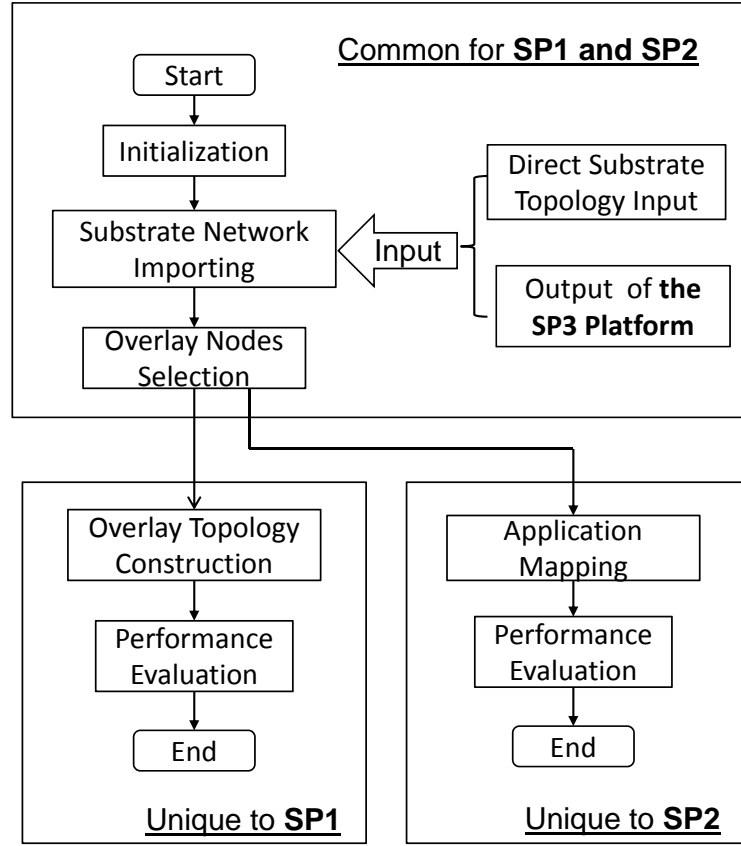 Common for SP1 and SP2
Start
Initialization
Substrate Network
Importing
Input
Direct Substrate
Topology Input
Output of the
SP3 Platform
Overlay Nodes
Selection
Overlay Topology
Construction
Performance
Evaluation
End
Unique to SP1
Application
Mapping
Performance
Evaluation
End
Unique to SP2